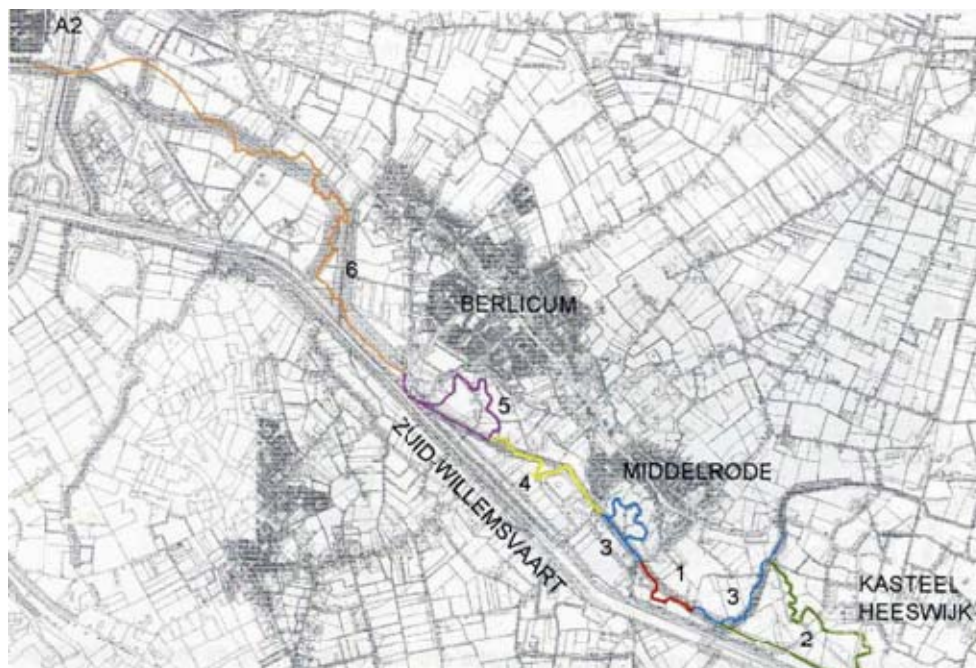 A2
6
BERLICUM
5
ZUID-WILLEMSVAART
4
MIDDELRODE
3
1
3
KASTEEL
HEESWIJK
2